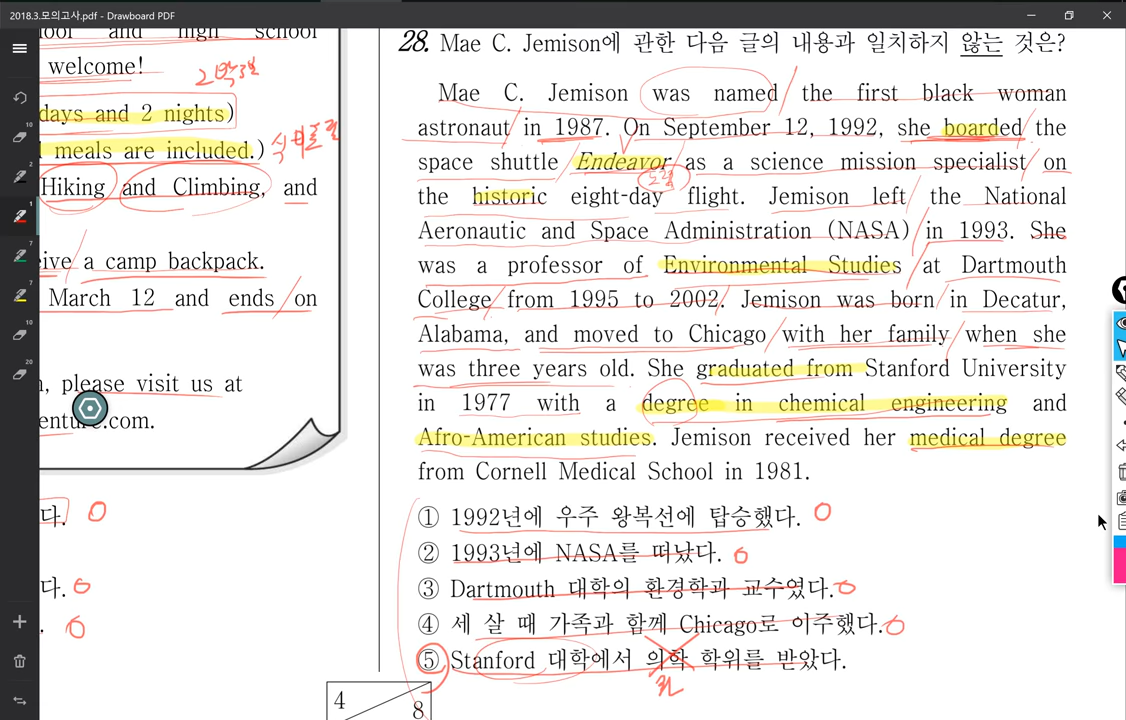 2018.3.모의고사.pdf - Drawboard PDF
and high school
welcome!
2박3일
days and 2 nights)
meals are included.)
Hiking and Climbing, and
ive a camp backpack.
March 12 and ends on
please visit us at
.com.
다.
다.
28. Mae C. Jemison에 관한 다음 글의 내용과 일치하지 않는 것은?
Mae C. Jemison was named the first black woman
astronaut in 1987. On September 12, 1992, she boarded the
space shuttle Endeavor as a science mission specialist on
the historic eight-day flight. Jemison left the National
Aeronautic and Space Administration (NASA) in 1993. She
was a professor of Environmental Studies at Dartmouth
College from 1995 to 2002. Jemison was born in Decatur,
Alabama, and moved to Chicago with her family when she
was three years old. She graduated from Stanford University
in 1977 with a degree in chemical engineering and
Afro-American studies. Jemison received her medical degree
from Cornell Medical School in 1981.
① 1992년에 우주 왕복선에 탑승했다.
② 1993년에 NASA를 떠났다.
③ Dartmouth 대학의 환경학과 교수였다.
④ 세 살 때 가족과 함께 Chicago로 이주했다.
⑤ Stanford 대학에서 의학 학위를 받았다.
4
8